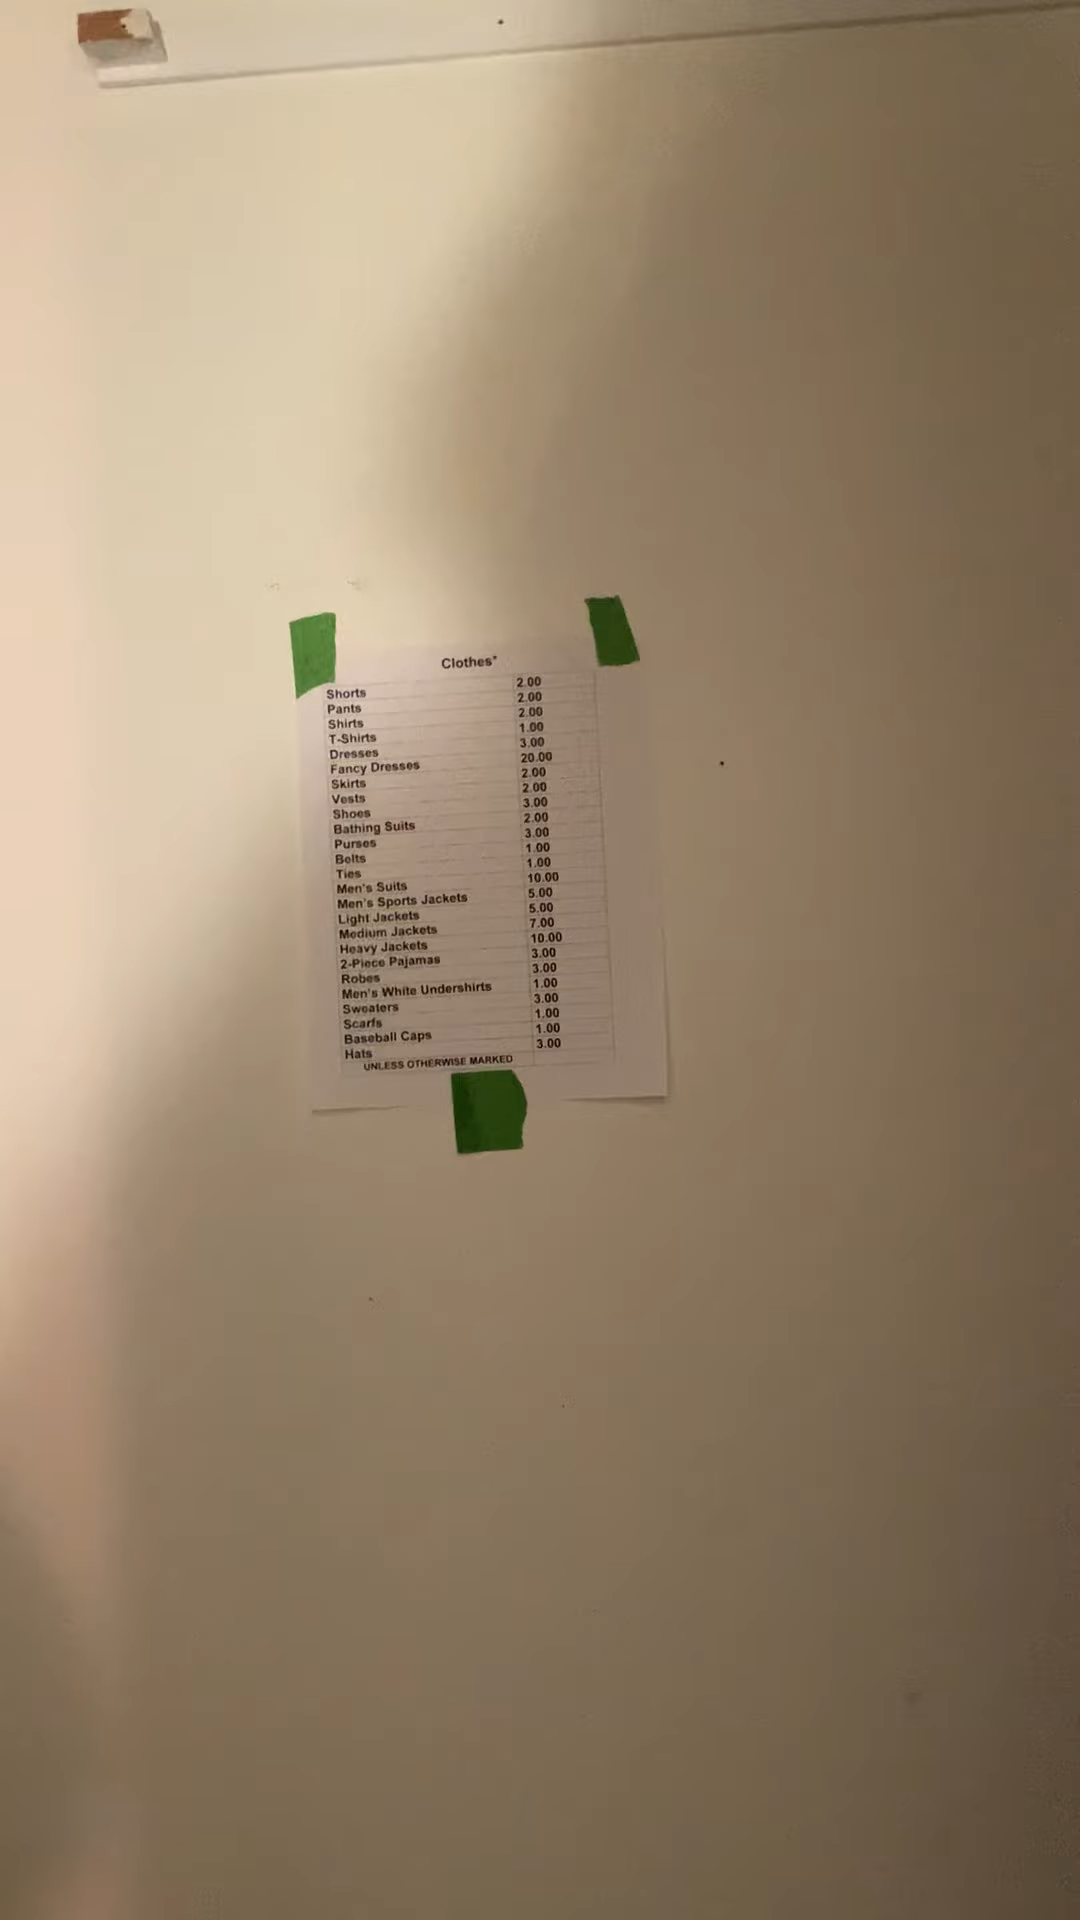 Clothes*
Shorts 2.00
Pants 2.00
Shirts 2.00
T-Shirts 1.00
Dresses 3.00
Fancy Dresses 20.00
Skirts 2.00
Vests 2.00
Shoes 3.00
Bathing Suits 2.00
Purses 3.00
Belts 1.00
Ties 1.00
Men's Suits 10.00
Men's Sports Jackets 5.00
Light Jackets 5.00
Medium Jackets 7.00
Heavy Jackets 10.00
2-Piece Pajamas 3.00
Robes 3.00
Men's White Undershirts 1.00
Sweaters 3.00
Scarfs 1.00
Baseball Caps 1.00
Hats 3.00
UNLESS OTHERWISE MARKED